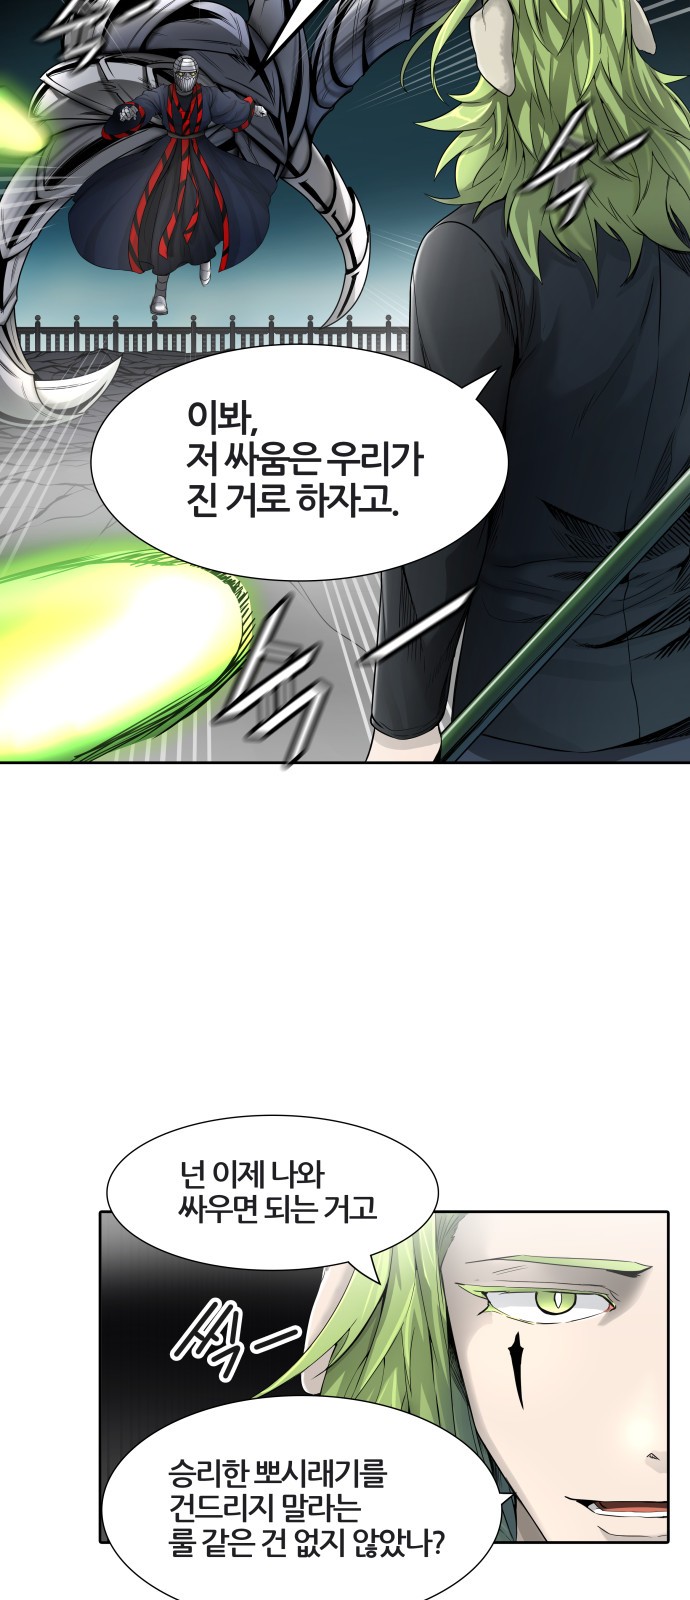 이봐,
저 싸움은 우리가
진 거로 하자고.
넌 이제 나와
싸우면 되는 거고
씨익-
승리한 뽀시래기를
건드리지 말라는
룰 같은 건 없지 않았나?